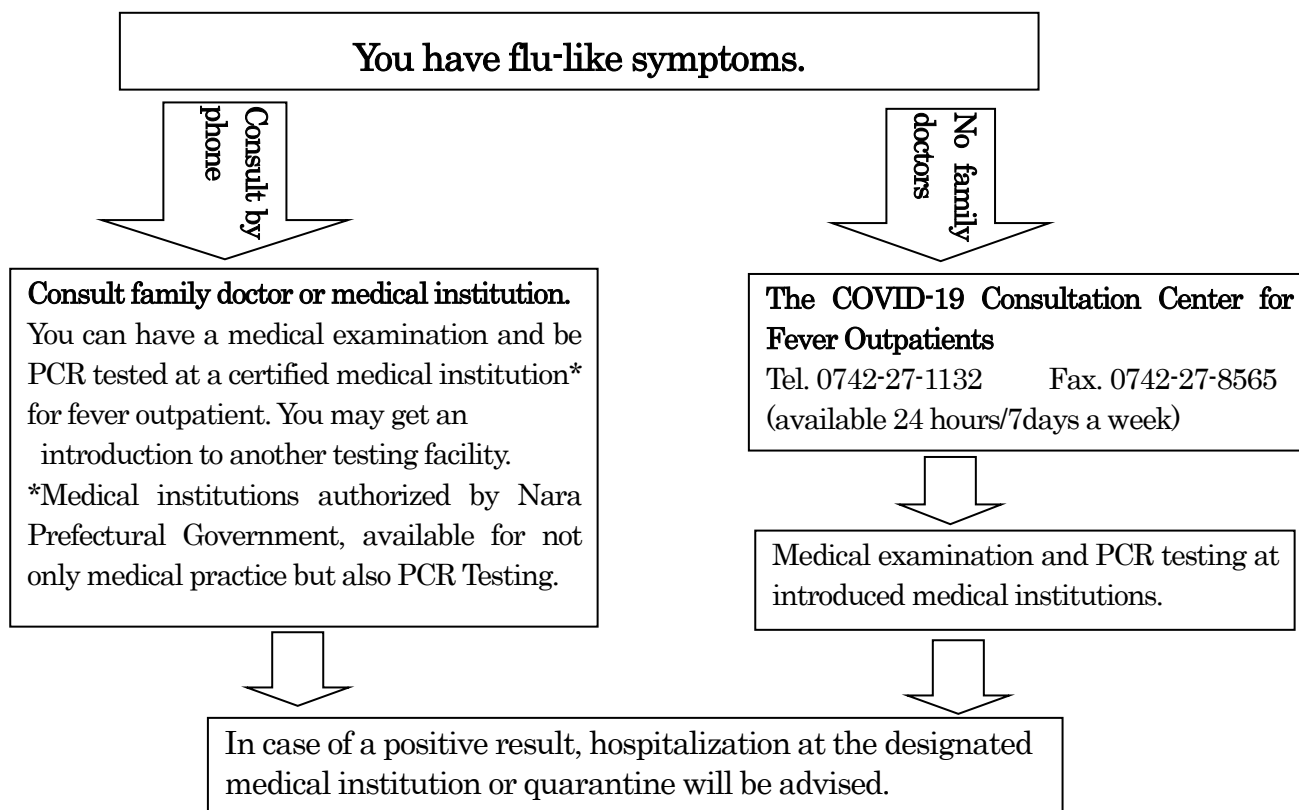 You have flu-like symptoms.
Consult by
phone
No family
doctors
Consult family doctor or medical institution.
You can have a medical examination and be
PCR tested at a certified medical institution*
for fever outpatient. You may get an
introduction to another testing facility.
*Medical institutions authorized by Nara
Prefectural Government, available for not
only medical practice but also PCR Testing.
The COVID-19 Consultation Center for
Fever Outpatients
Tel. 0742-27-1132 Fax. 0742-27-8565
(available 24 hours/7days a week)
Medical examination and PCR testing at
introduced medical institutions.
In case of a positive result, hospitalization at the designated
medical institution or quarantine will be advised.